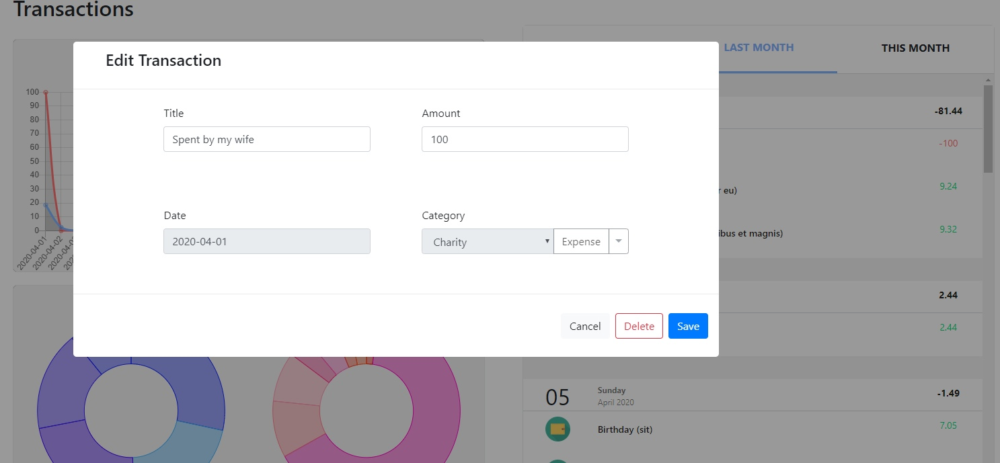 Transactions
Edit Transaction
Title
Amount
Spent by my wife
100
Date
Category
2020-04-01
Charity
Expense
Cancel
Delete
Save
100
90
80
70
60
50
40
30
20
10
0
2020-04-01
2020-04-02
LAST MONTH
THIS MONTH
-81.44
-100
r eu)
9.24
ibus et magnis)
9.32
2.44
2.44
05
Sunday
April 2020
-1.49
Birthday (sit)
7.05